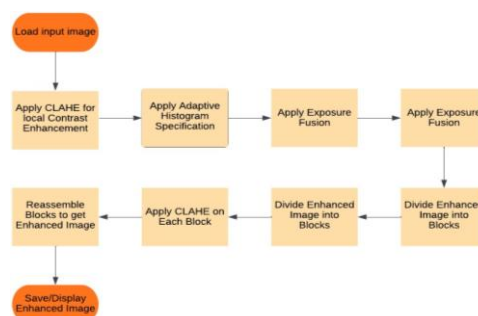 Load input image
Apply CLAHE for
local Contrast
Enhancement
Apply Adaptive
Histogram
Specification
Apply Exposure
Fusion
Apply Exposure
Fusion
Divide Enhanced
Image into
Blocks
Divide Enhanced
Image into
Blocks
Apply CLAHE on
Each Block
Reassemble
Blocks to get
Enhanced Image
Save/Display
Enhanced Image